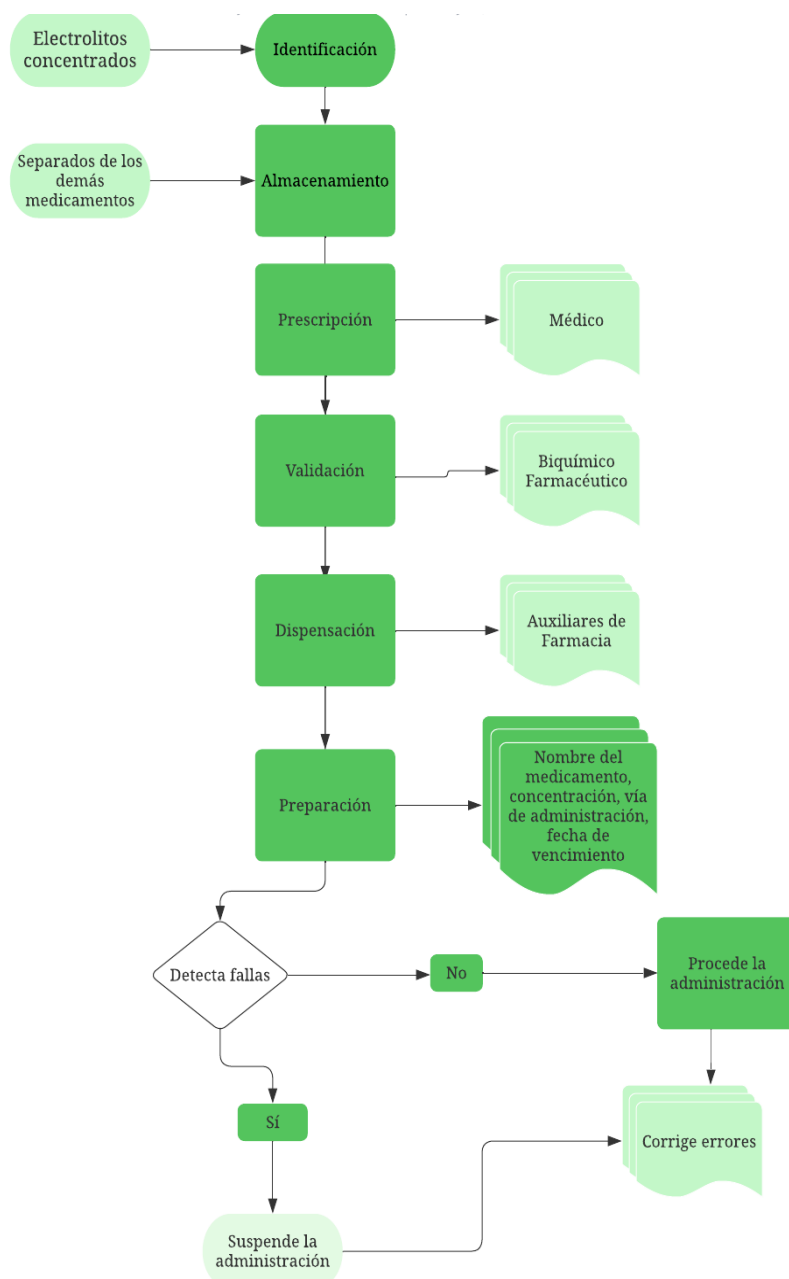 Electrolitos
concentrados
Identificación
Separados de los
demás
medicamentos
Almacenamiento
Prescripción
Médico
Validación
Biquímico
Farmacéutico
Dispensación
Auxiliares de
Farmacia
Preparación
Nombre del
medicamento,
concentración, vía
de administración,
fecha de
vencimiento
Detecta fallas
No
Procede la
administración
Sí
Corrige errores
Suspende la
administración